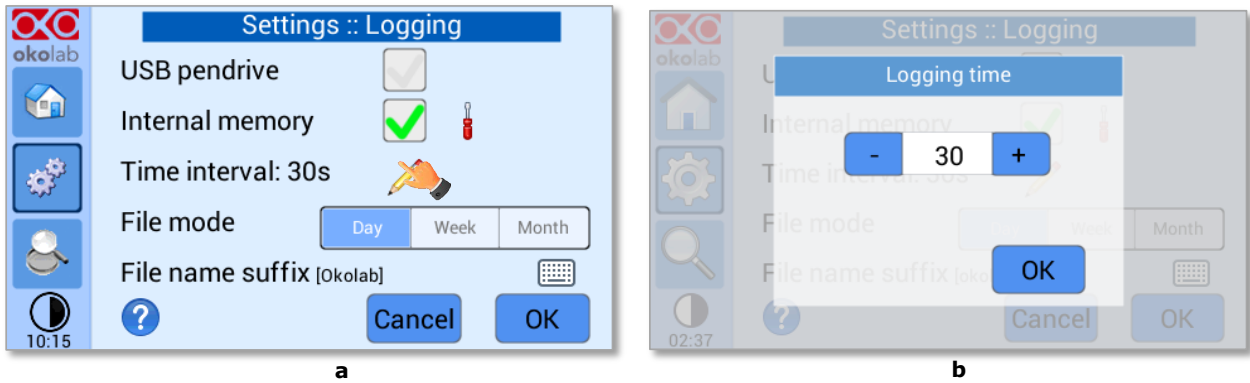 okolab
Settings :: Logging
USB pendrive
Internal memory
Time interval: 30s
File mode
Day Week Month
File name suffix [Okolab]
?
Cancel OK
10:15
a
okolab
Settings :: Logging
Logging time
Internal memory
- 30 +
Time interval: 30s
File mode
Day Week Month
File name suffix [oko
OK
?
Cancel OK
02:37
b